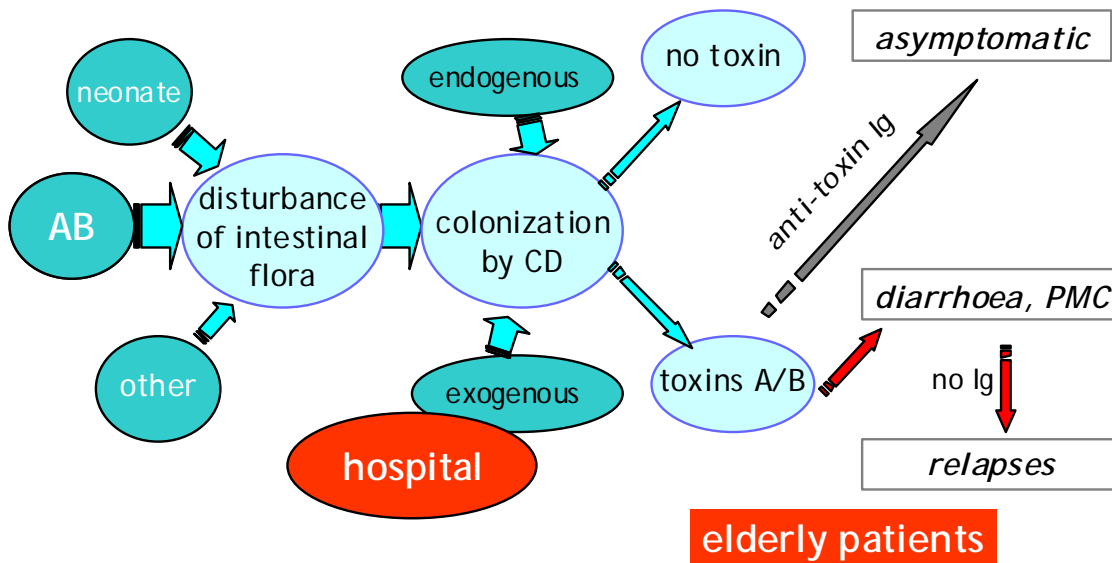 neonate
AB
other
disturbance
of intestinal
flora
endogenous
colonization
by CD
exogenous
hospital
no toxin
toxins A/B
anti-toxin Ig
asymptomatic
diarrhoea, PMC
no Ig
relapses
elderly patients